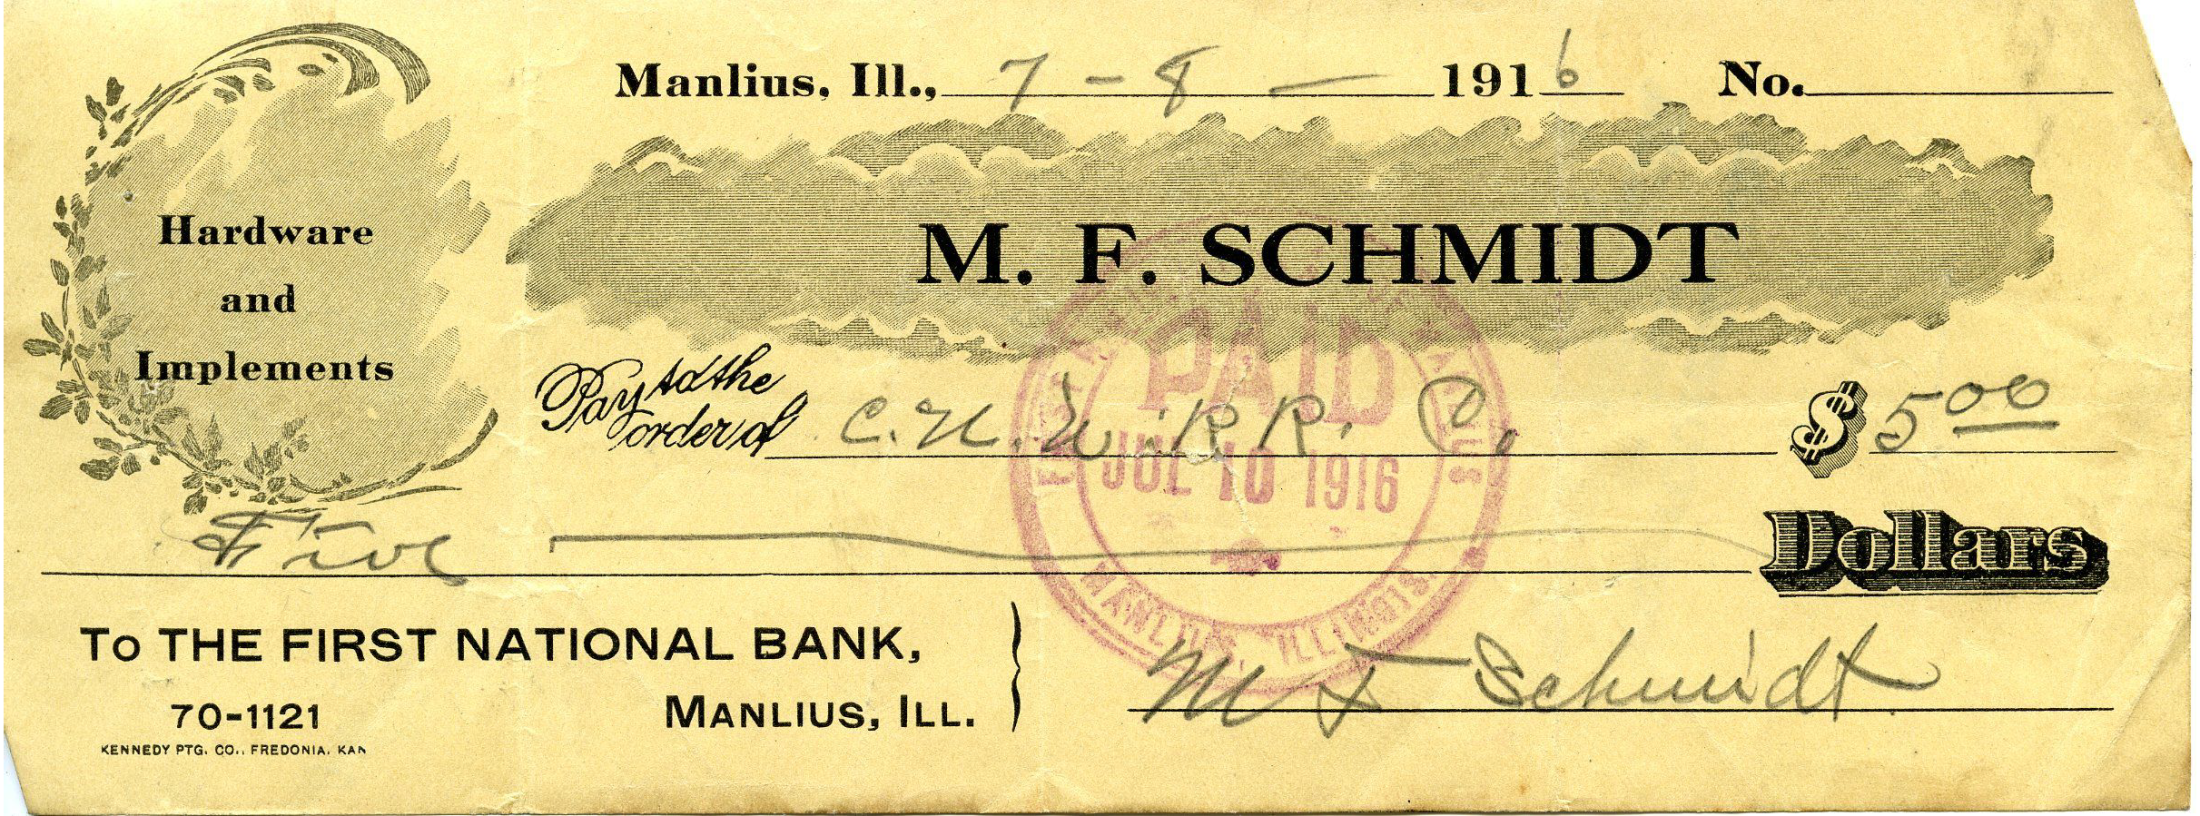 Manlius, Ill., 7 - 8 - 1916 No.
Hardware
and
Implements
M. F. SCHMIDT
Pay to the order of C. N. W. RR. Co. $ 5 00
Five Dollars
PAID
JUL 10 1916
MANLIUS, ILLINOIS.
To THE FIRST NATIONAL BANK,
70-1121 MANLIUS, ILL.
KENNEDY PTG. CO., FREDONIA, KAN
M F Schmidt